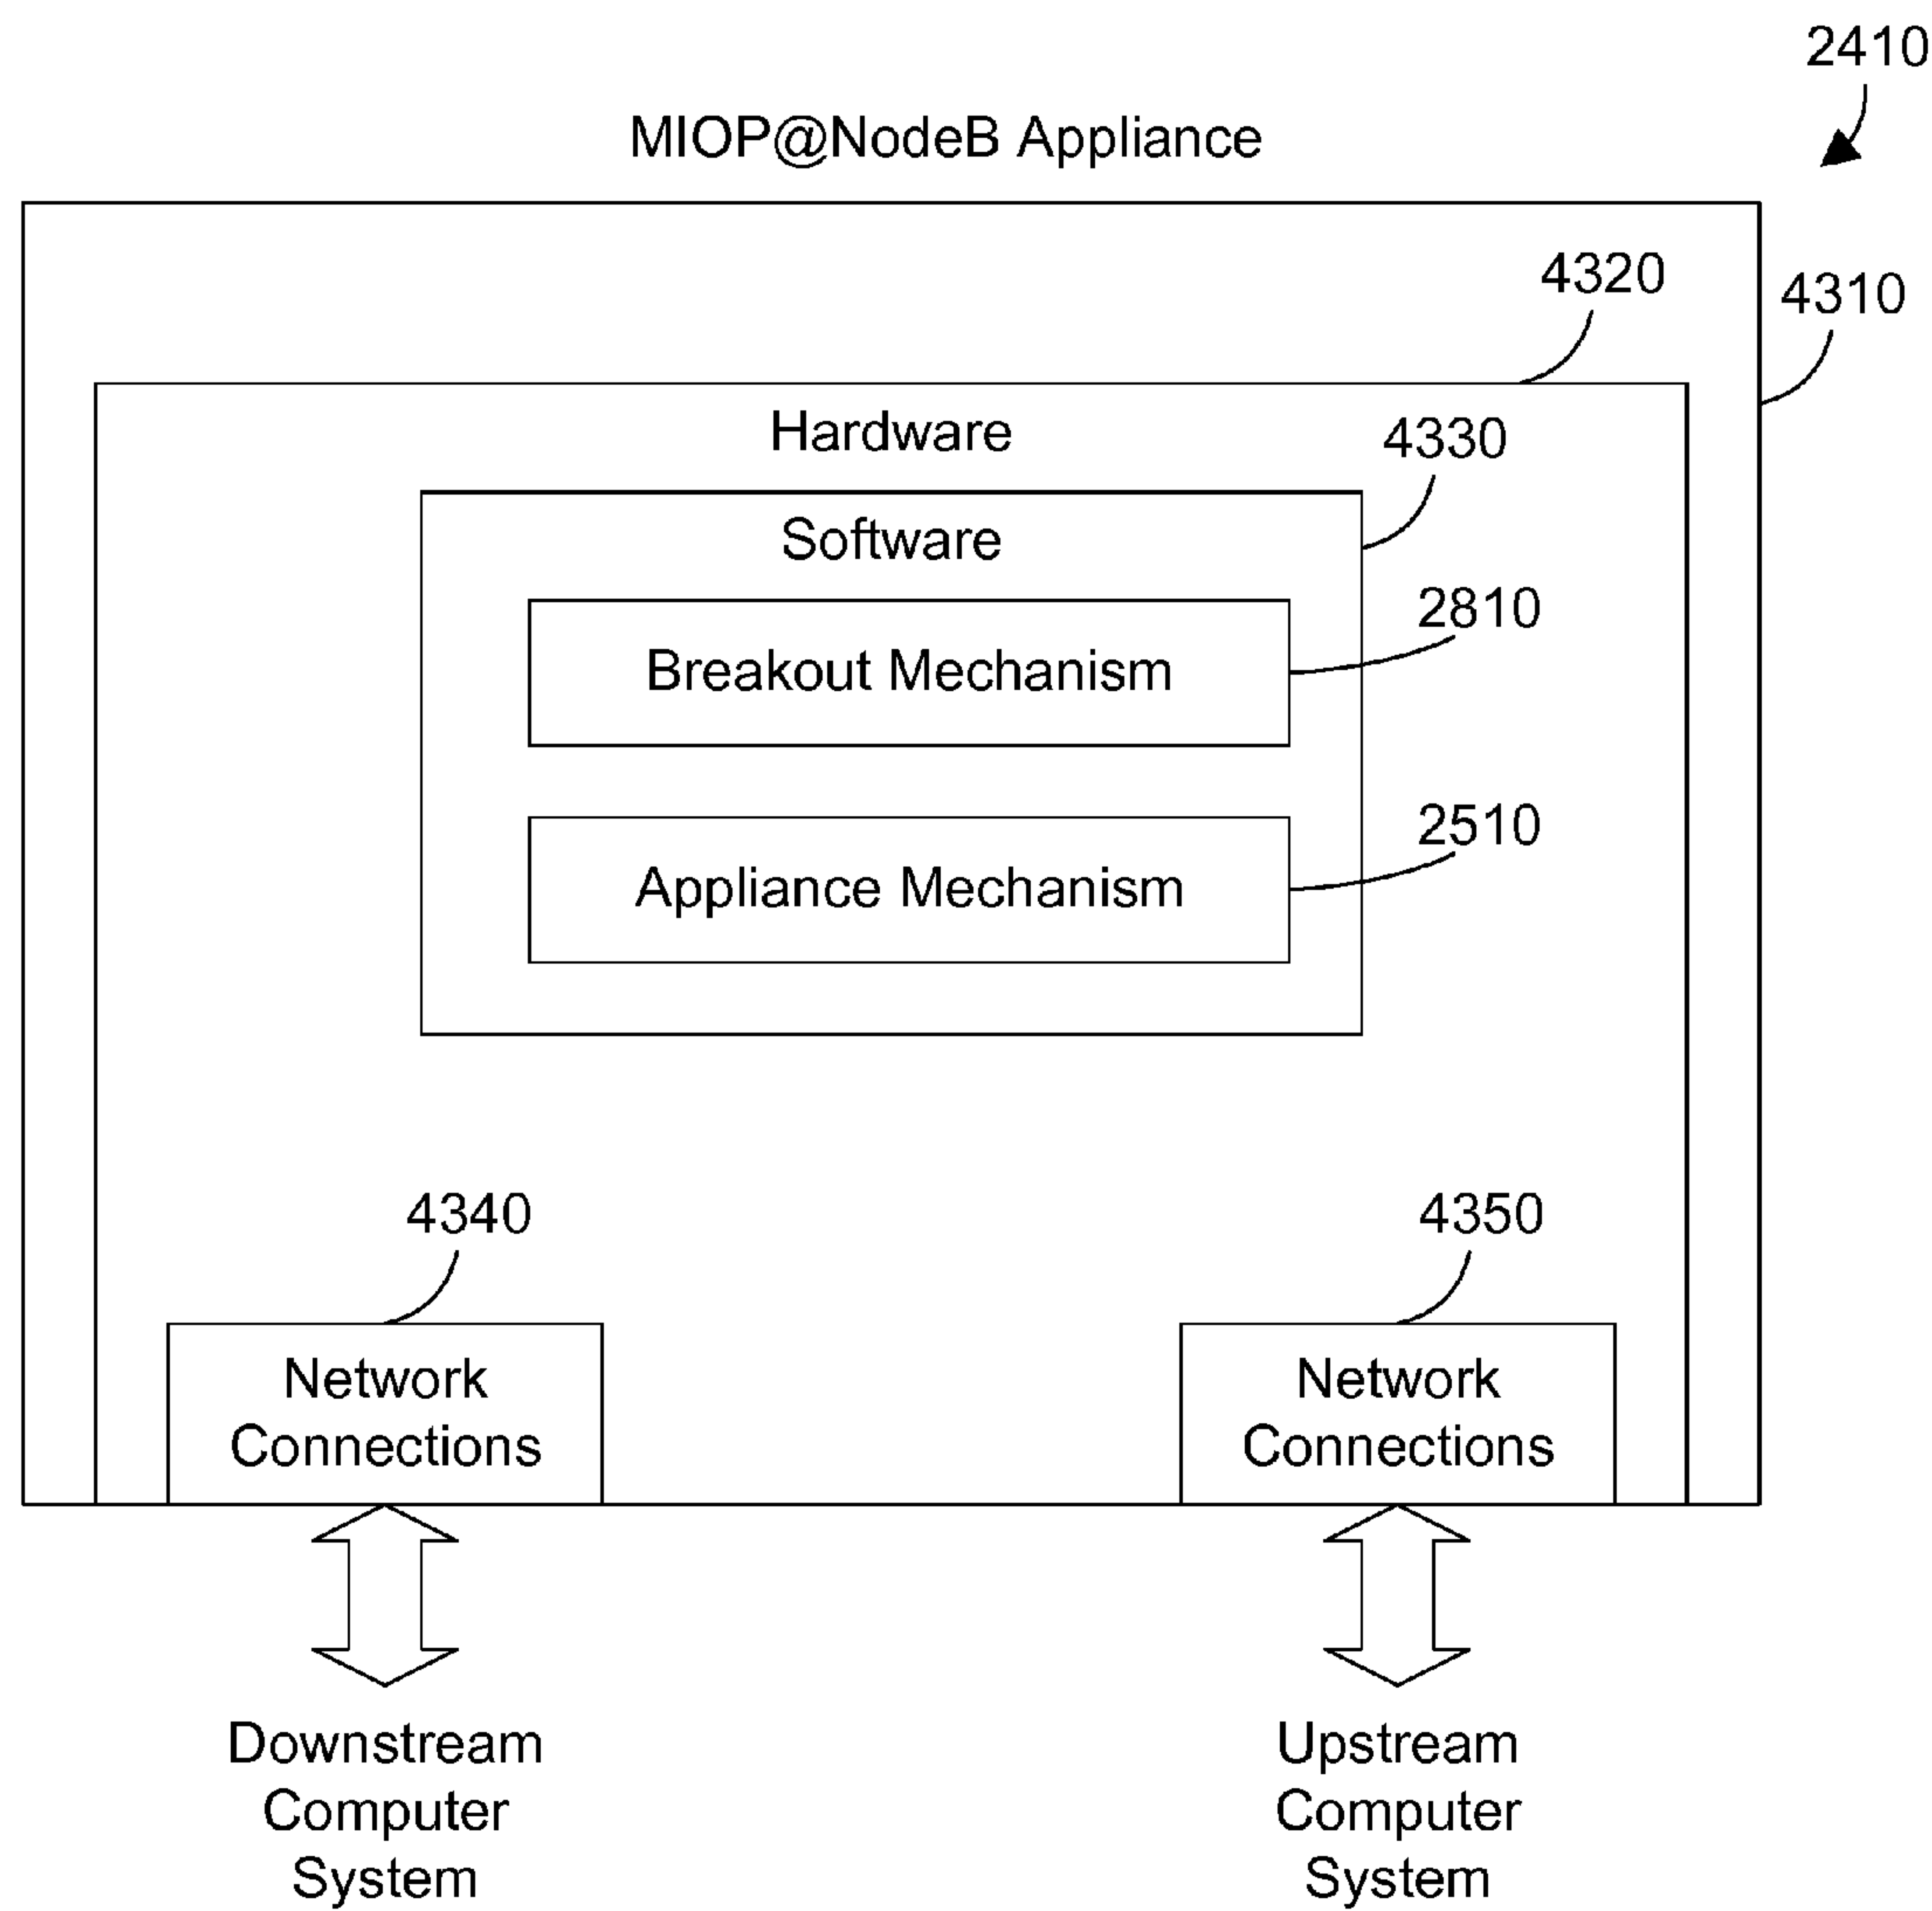 2410
MIOP@NodeB Appliance
4320
4310
Hardware
4330
Software
2810
Breakout Mechanism
2510
Appliance Mechanism
4340
4350
Network
Connections
Network
Connections
Downstream
Computer
System
Upstream
Computer
System